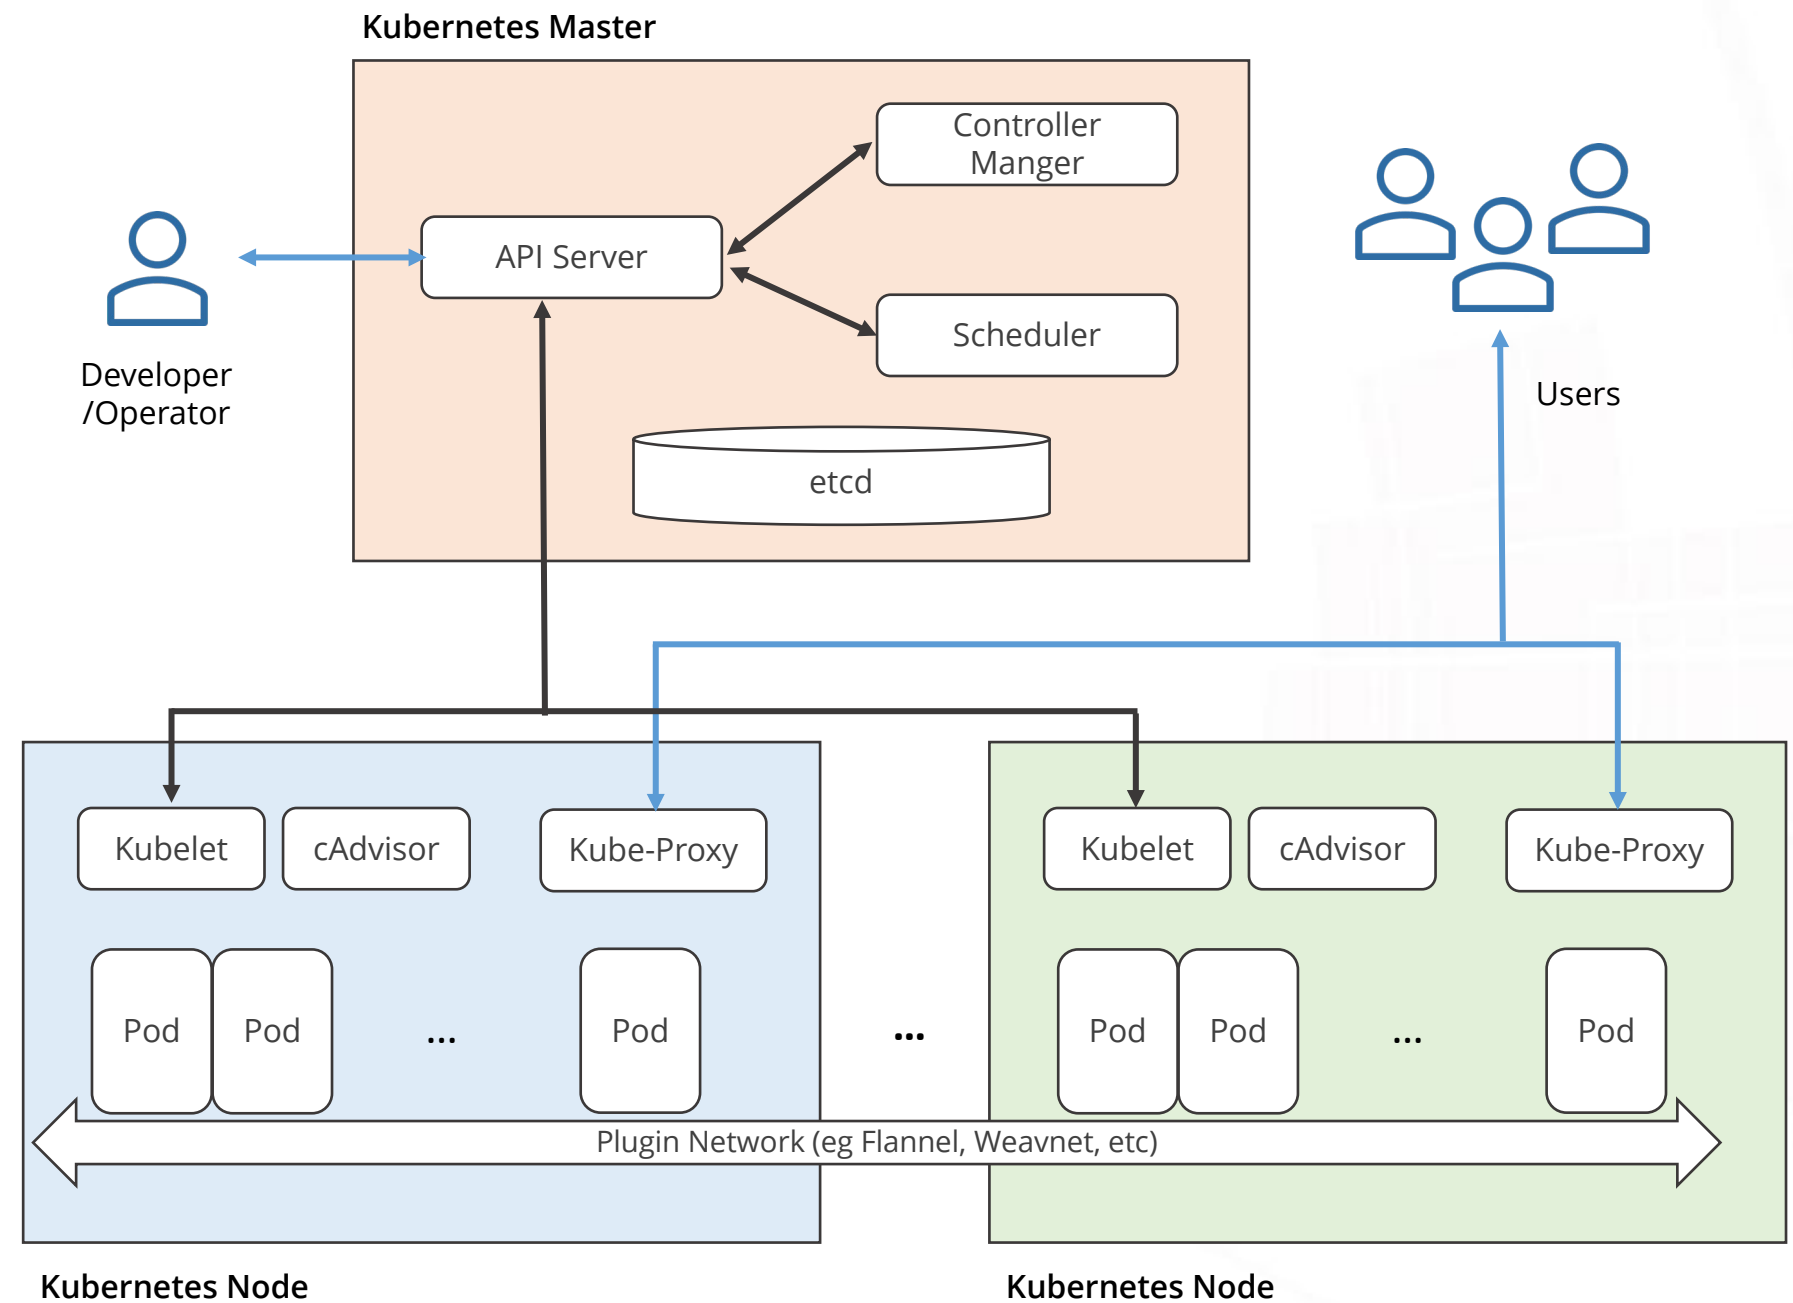 Kubernetes Master
Controller
Manger
API Server
Scheduler
Developer
/Operator
Users
etcd
Kubelet
cAdvisor
Kube-Proxy
Kubelet
cAdvisor
Kube-Proxy
Pod
Pod
...
Pod
...
Pod
Pod
...
Pod
Plugin Network (eg Flannel, Weavnet, etc)
Kubernetes Node
Kubernetes Node